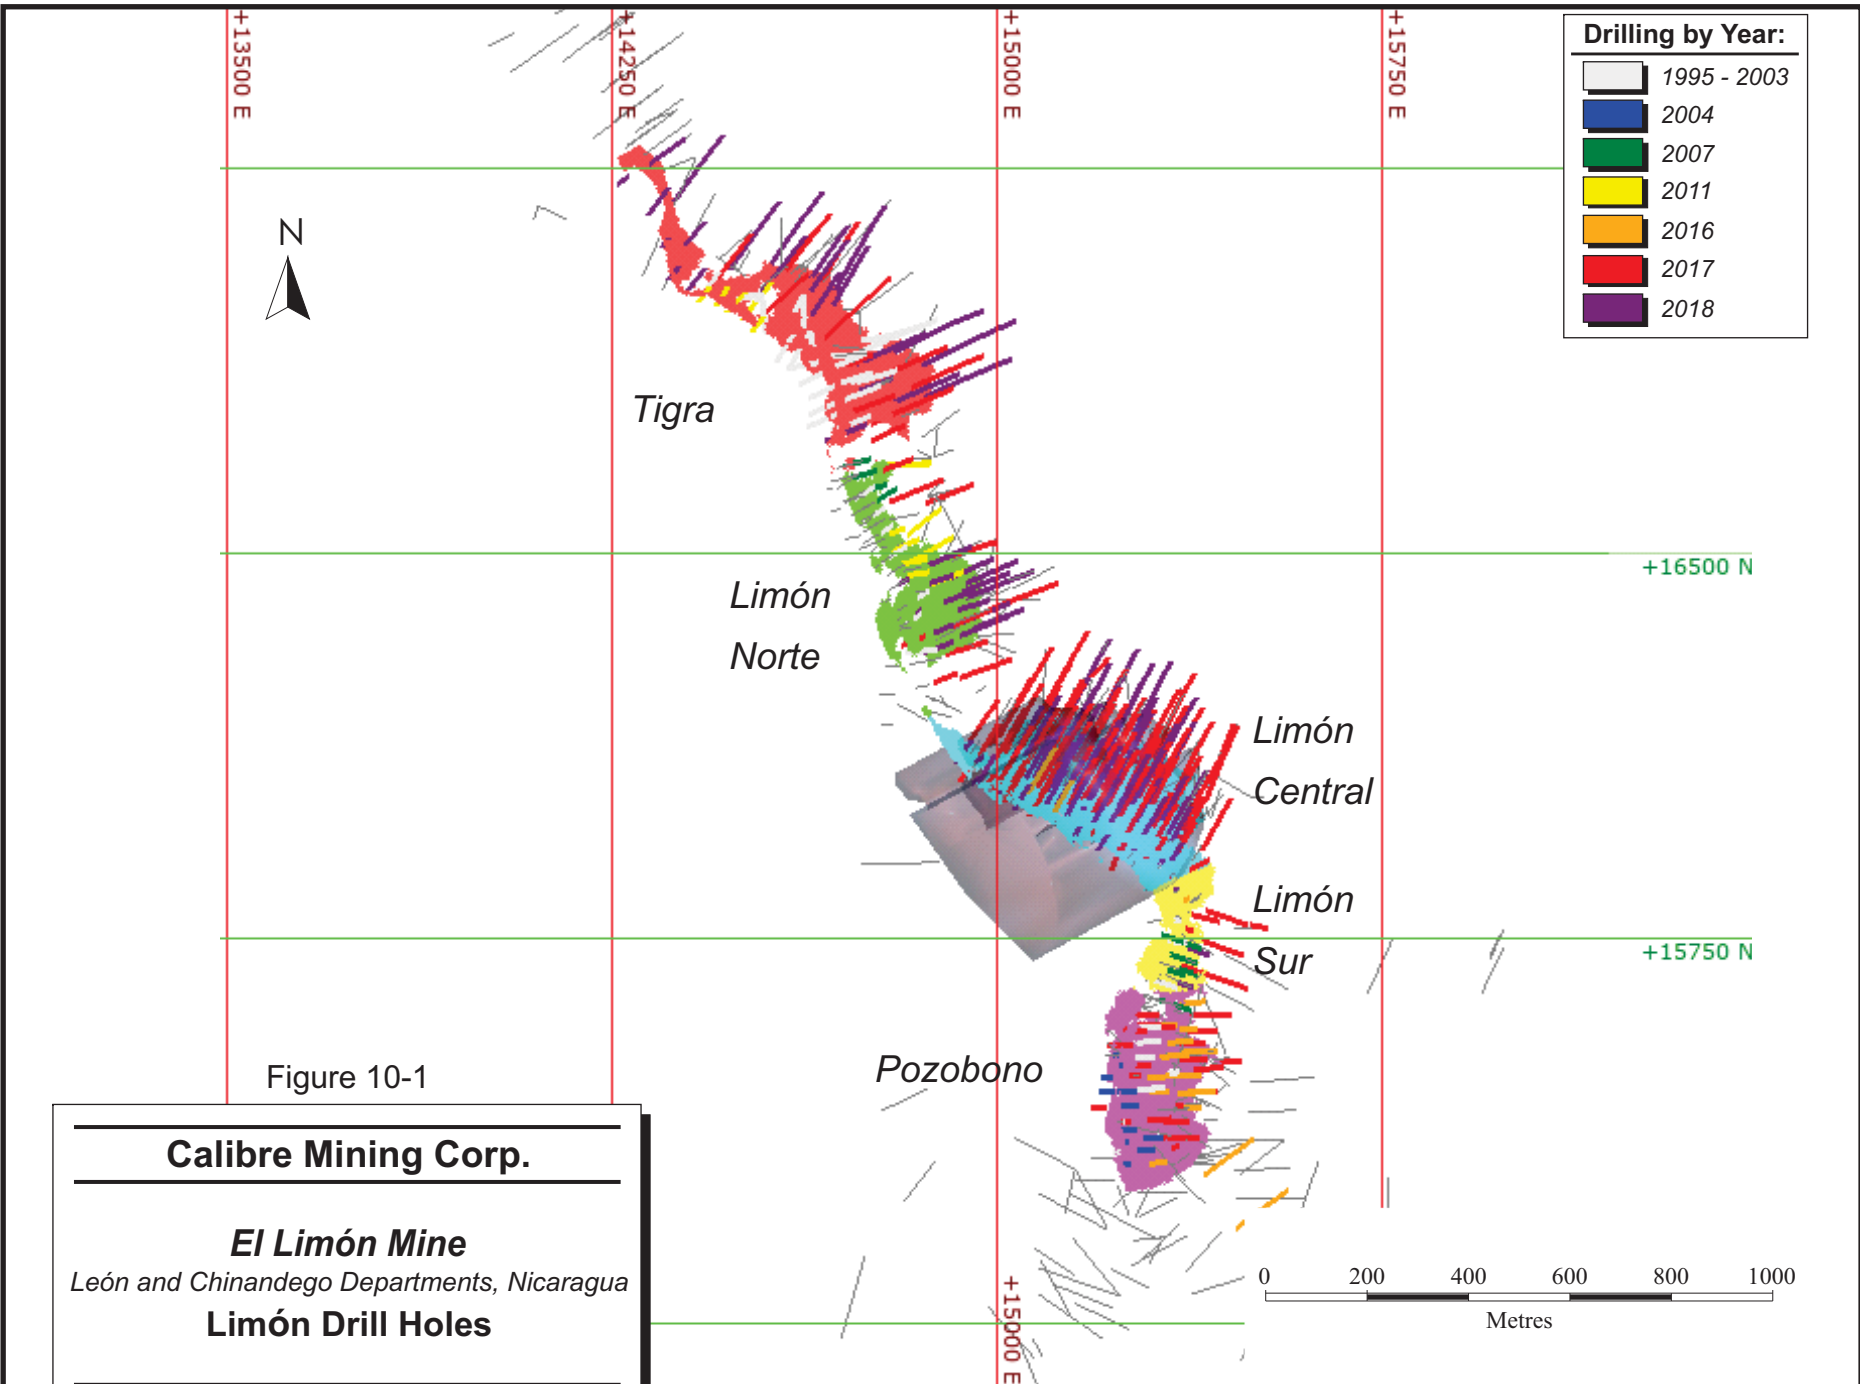 +13500 E
+14250 E
+15000 E
+15750 E
Drilling by Year:
1995 - 2003
2004
2007
2011
2016
2017
2018
N
Tigra
+16500 N
Limón
Norte
Limón
Central
Limón
Sur
+15750 N
Pozobono
Figure 10-1
Calibre Mining Corp.
El Limón Mine
León and Chinandego Departments, Nicaragua
Limón Drill Holes
+15000 E
0 200 400 600 800 1000
Metres